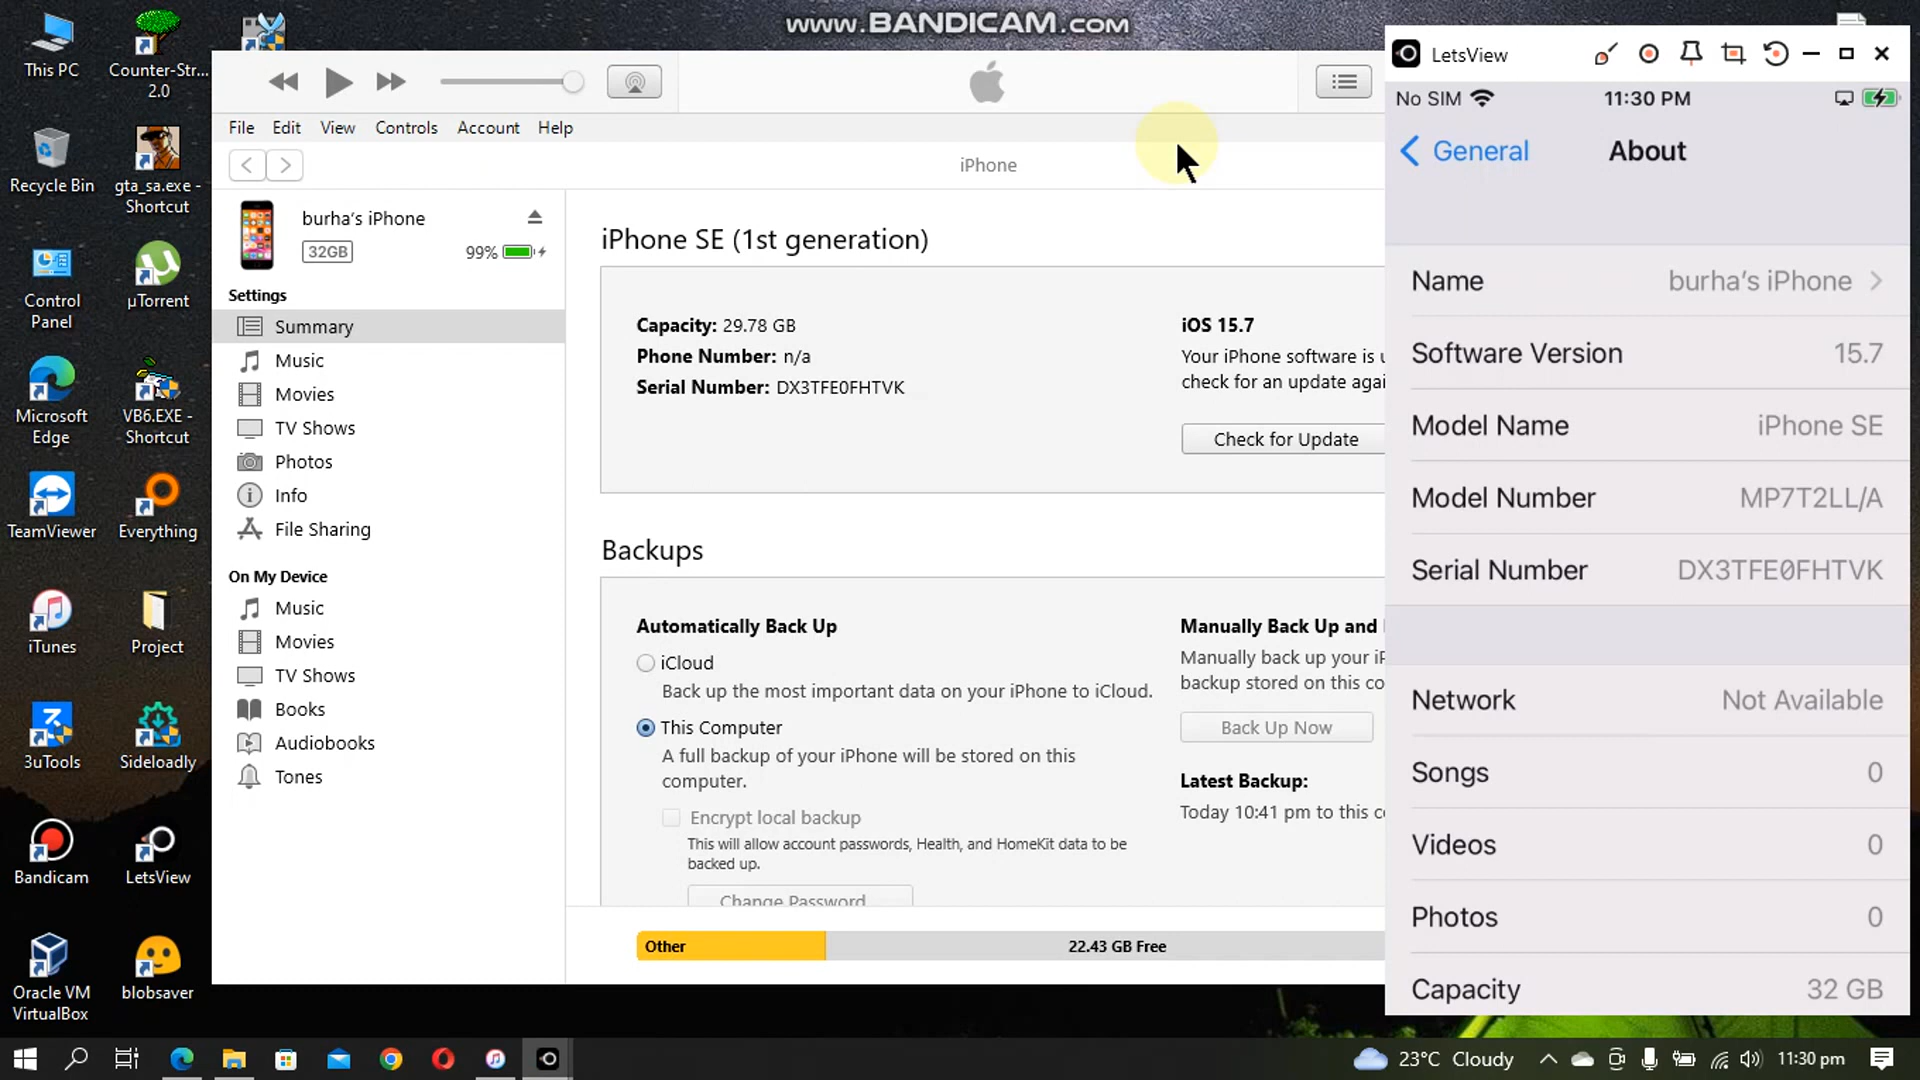 www.BANDICAM.com
This PC
Counter-Str...
2.0
Recycle Bin
gta_sa.exe -
Shortcut
Control
Panel
µTorrent
Microsoft
Edge
VB6.EXE -
Shortcut
TeamViewer
Everything
iTunes
Project
3uTools
Sideloadly
Bandicam
LetsView
Oracle VM
VirtualBox
blobsaver
File Edit View Controls Account Help
iPhone
burha's iPhone
32GB
99%
Settings
Summary
Music
Movies
TV Shows
Photos
Info
File Sharing
On My Device
Music
Movies
TV Shows
Books
Audiobooks
Tones
iPhone SE (1st generation)
Capacity: 29.78 GB
Phone Number: n/a
Serial Number: DX3TFE0FHTVK
iOS 15.7
Your iPhone software is
check for an update agai
Check for Update
Backups
Automatically Back Up
iCloud
Back up the most important data on your iPhone to iCloud.
This Computer
A full backup of your iPhone will be stored on this
computer.
Encrypt local backup
This will allow account passwords, Health, and HomeKit data to be
backed up.
Change Password
Manually Back Up and
Manually back up your iP
backup stored on this co
Back Up Now
Latest Backup:
Today 10:41 pm to this c
Other
22.43 GB Free
LetsView
No SIM 11:30 PM
General About
Name burha's iPhone
Software Version 15.7
Model Name iPhone SE
Model Number MP7T2LL/A
Serial Number DX3TFE0FHTVK
Network Not Available
Songs 0
Videos 0
Photos 0
Capacity 32 GB
23°C Cloudy 11:30 pm